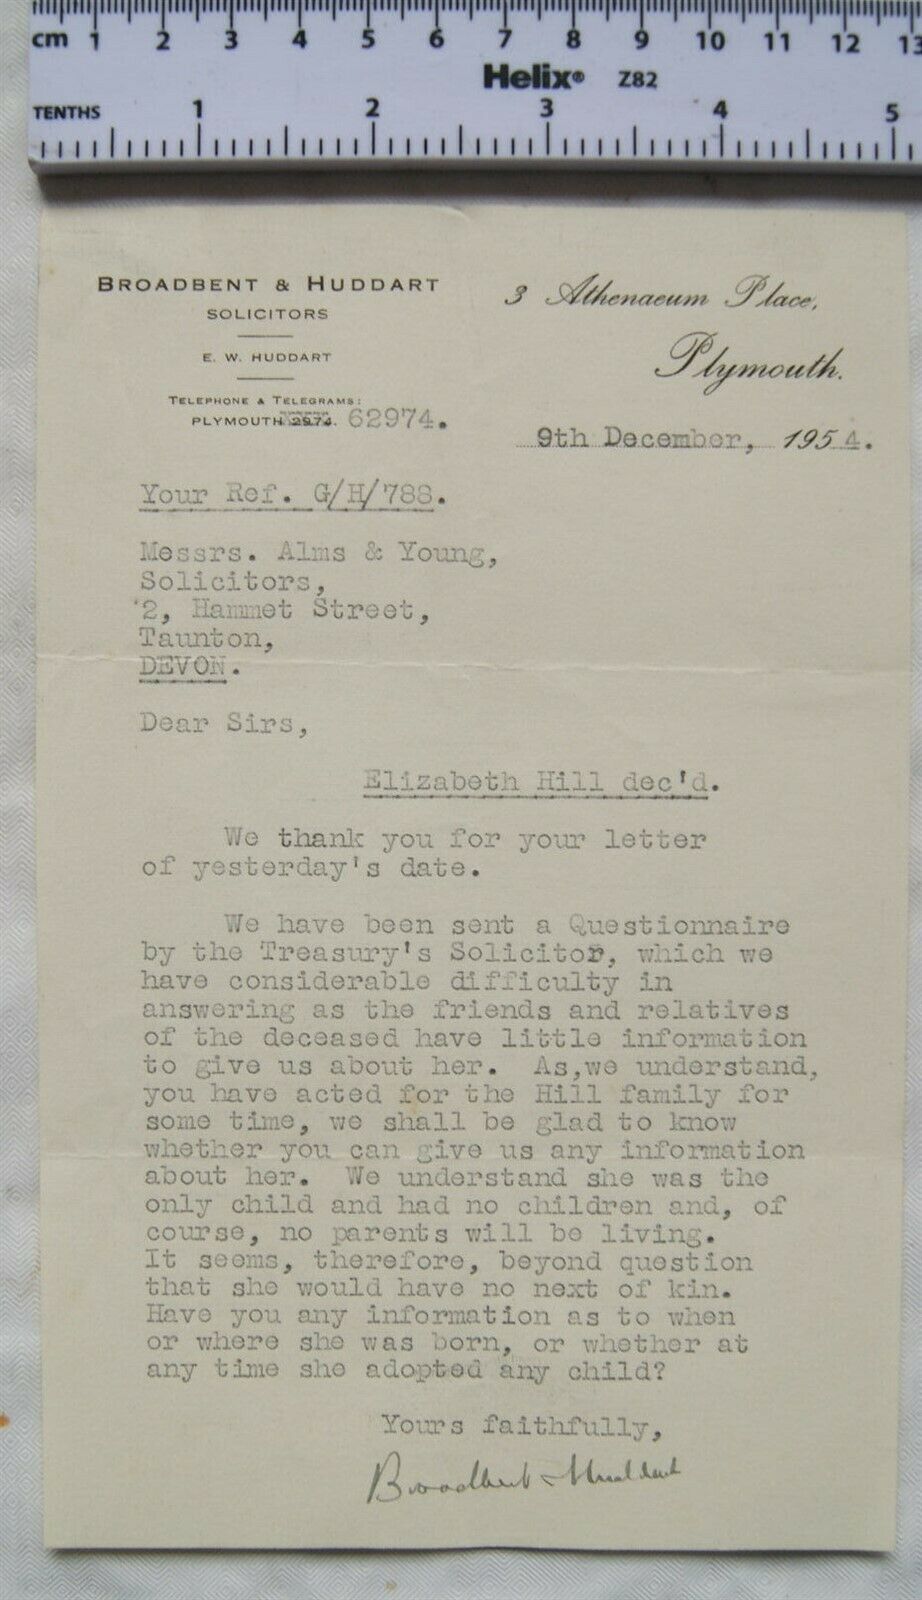 cm 1 2 3 4 5 6 7 8 9 10 11 12 13
Helix® Z82
TENTHS 1 2 3 4 5
BROADBENT & HUDDART
SOLICITORS
E. W. HUDDART
TELEPHONE & TELEGRAMS:
PLYMOUTH 2974. 62974.
3 Athenaeum Place,
Plymouth.
9th December, 1954.
Your Ref. G/H/788.
Messrs. Alms & Young,
Solicitors,
2, Hammet Street,
Taunton,
DEVON.
Dear Sirs,
Elizabeth Hill dec'd.
We thank you for your letter
of yesterday's date.
We have been sent a Questionnaire
by the Treasury's Solicitor, which we
have considerable difficulty in
answering as the friends and relatives
of the deceased have little information
to give us about her. As,we understand,
you have acted for the Hill family for
some time, we shall be glad to know
whether you can give us any information
about her. We understand she was the
only child and had no children and, of
course, no parents will be living.
It seems, therefore, beyond question
that she would have no next of kin.
Have you any information as to when
or where she was born, or whether at
any time she adopted any child?
Yours faithfully,
Broadbent & Huddart